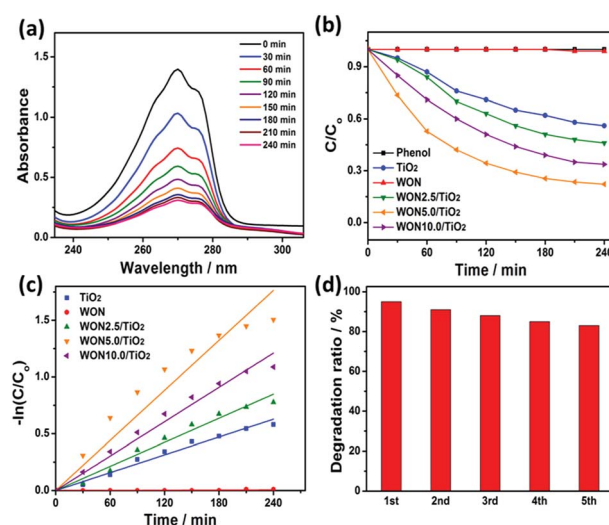 (a)
0 min
30 min
60 min
90 min
120 min
150 min
180 min
210 min
240 min
1.5
1.0
0.5
0.0
Absorbance
240
260
280
300
Wavelength / nm
(b)
0.9
0.6
0.3
0.0
C/Co
Phenol
TiO₂
WON
WON2.5/TiO₂
WON5.0/TiO₂
WON10.0/TiO₂
0
60
120
180
240
Time / min
(c)
TiO₂
WON
WON2.5/TiO₂
WON5.0/TiO₂
WON10.0/TiO₂
1.5
1.0
0.5
0.0
-ln(C/Co)
0
60
120
180
240
Time / min
(d)
100
80
60
40
20
0
Degradation ratio / %
1st
2nd
3rd
4th
5th